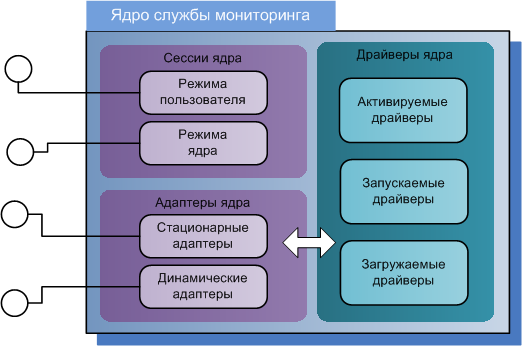 Ядро службы мониторинга
Сессии ядра
Режима
пользователя
Режима
ядра
Адаптеры ядра
Стационарные
адаптеры
Динамические
адаптеры
Драйверы ядра
Активируемые
драйверы
Запускаемые
драйверы
Загружаемые
драйверы